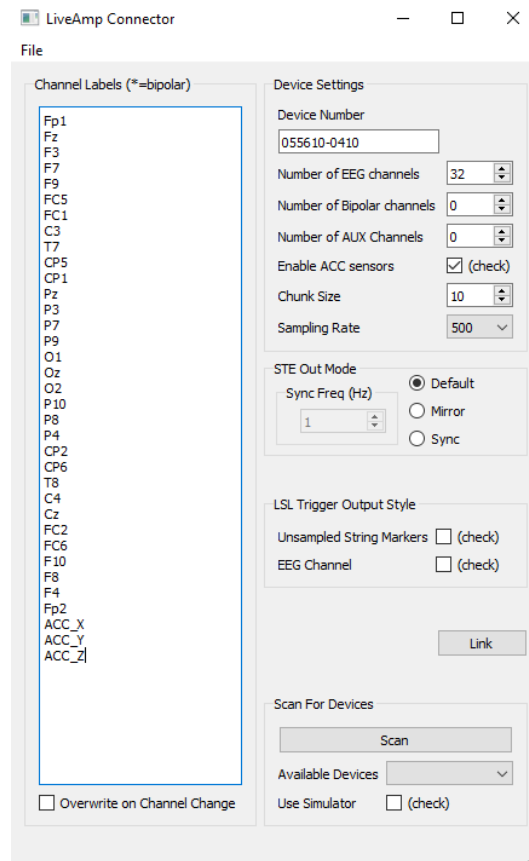 LiveAmp Connector
File
Channel Labels (*=bipolar)
Fp1
Fz
F3
F7
F9
FC5
FC1
C3
T7
CP5
CP1
Pz
P3
P7
P9
O1
Oz
O2
P10
P8
P4
CP2
CP6
T8
C4
Cz
FC2
FC6
F10
F8
F4
Fp2
ACC_X
ACC_Y
ACC_Z
Overwrite on Channel Change
Device Settings
Device Number
055610-0410
Number of EEG channels 32
Number of Bipolar channels 0
Number of AUX Channels 0
Enable ACC sensors (check)
Chunk Size 10
Sampling Rate 500
STE Out Mode
Sync Freq (Hz)
1
Default
Mirror
Sync
LSL Trigger Output Style
Unsampled String Markers (check)
EEG Channel (check)
Link
Scan For Devices
Scan
Available Devices
Use Simulator (check)